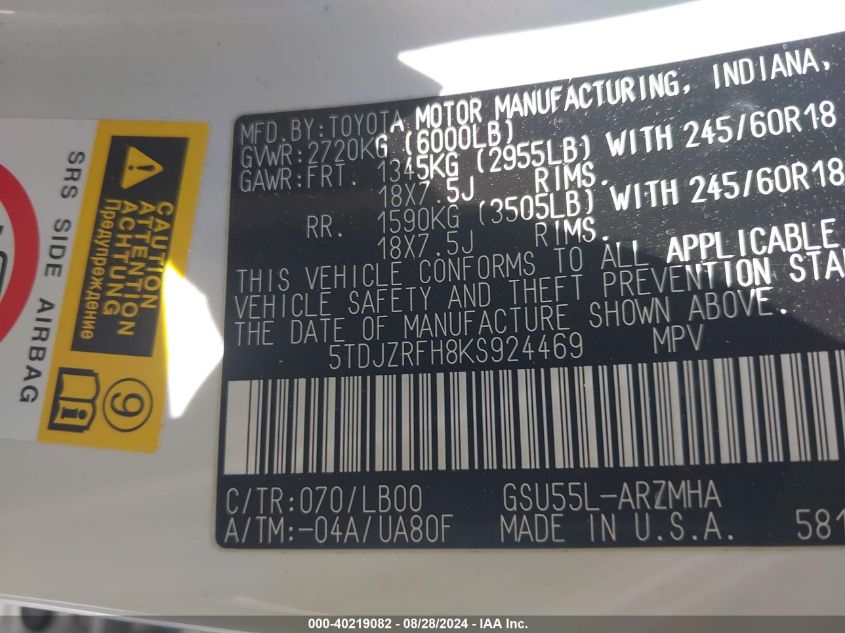 MFD.BY:TOYOTA MOTOR MANUFACTURING, INDIANA,
GVWR:2720KG (6000LB)
GAWR:FRT. 1345KG (2955LB) WITH 245/60R18
18X7.5J RIMS.
RR. 1590KG (3505LB) WITH 245/60R18
18X7.5J RIMS.
THIS VEHICLE CONFORMS TO ALL APPLICABLE
VEHICLE SAFETY AND THEFT PREVENTION STA
THE DATE OF MANUFACTURE SHOWN ABOVE.
5TDJZRFH8KS924469 MPV
C/TR:070/LB00 GSU55L-ARZMHA
A/TM:-04A/UA80F MADE IN U.S.A. 581
SRS SIDE AIRBAG
CAUTION
ATTENTION
ACHTUNG
Предупреждение
9
000-40219082 - 08/28/2024 - IAA Inc.